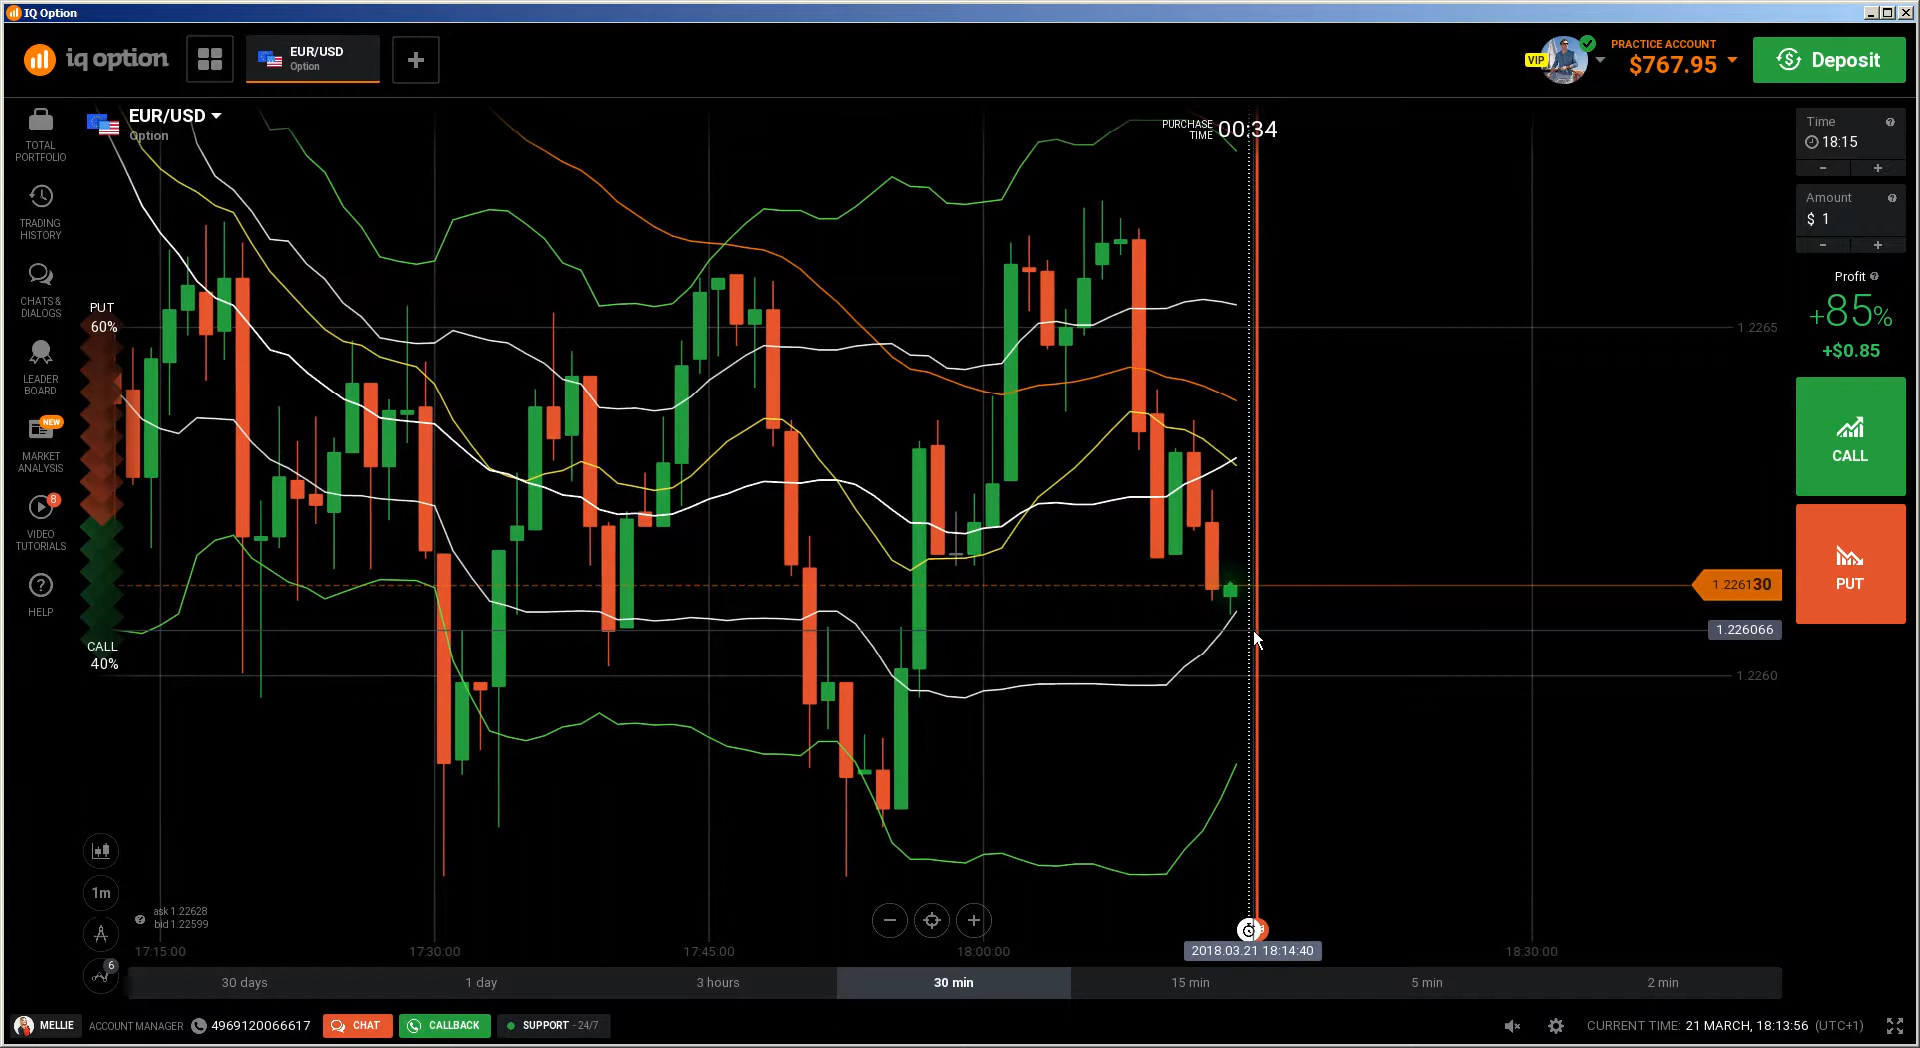 IQ Option
iq option
EUR/USD
Option
VIP
PRACTICE ACCOUNT
$767.95
Deposit
TOTAL
PORTFOLIO
TRADING
HISTORY
CHATS &
DIALOGS
LEADER
BOARD
NEW
MARKET
ANALYSIS
8
VIDEO
TUTORIALS
HELP
EUR/USD
Option
PUT
60%
CALL
40%
PURCHASE
TIME
00:34
1.2265
1.226130
1.226066
1.2260
Time
18:15
Amount
$ 1
Profit
+85%
+$0.85
CALL
PUT
1m
6
ask 1.22628
bid 1.22599
17:15:00
17:30:00
17:45:00
18:00:00
2018.03.21 18:14:40
18:30:00
30 days
1 day
3 hours
30 min
15 min
5 min
2 min
MELLIE
ACCOUNT MANAGER
4969120066617
CHAT
CALLBACK
SUPPORT - 24/7
CURRENT TIME: 21 MARCH, 18:13:56 (UTC+1)